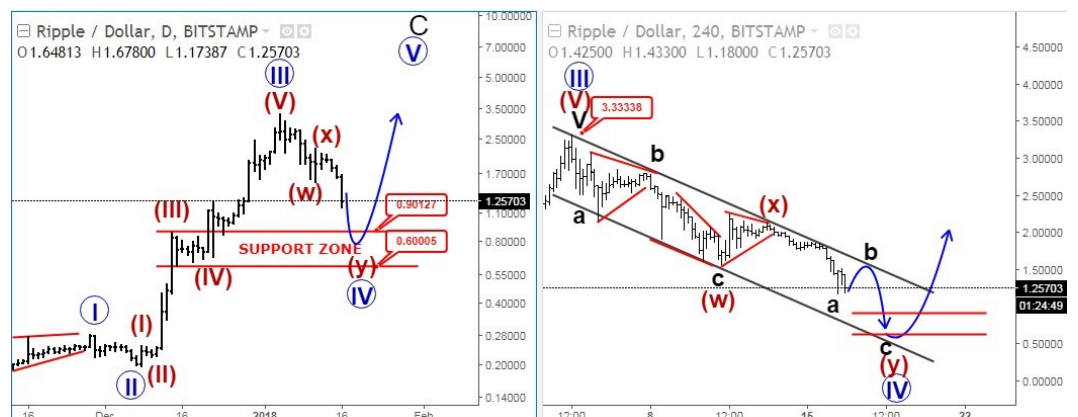 Ripple / Dollar, D, BITSTAMP
O1.64813 H1.67800 L1.17387 C1.25703
C
V
III
(V)
(x)
(w)
(III)
(IV)
SUPPORT ZONE
0.90127
0.60005
(y)
IV
I
(I)
II
(II)
10.00000
7.00000
5.00000
3.50000
2.50000
1.70000
1.25703
1.10000
0.80000
0.55000
0.40000
0.28000
0.20000
0.14000
16
Dec
16
2018
16
Feb
Ripple / Dollar, 240, BITSTAMP
O1.42500 H1.43300 L1.18000 C1.25703
III
(V)
V
3.33338
b
a
(x)
c
(w)
b
a
c
(y)
IV
4.50000
4.00000
3.50000
3.00000
2.50000
2.00000
1.50000
1.25703
01:24:49
0.50000
0.00000
12:00
8
12:00
15
12:00
22